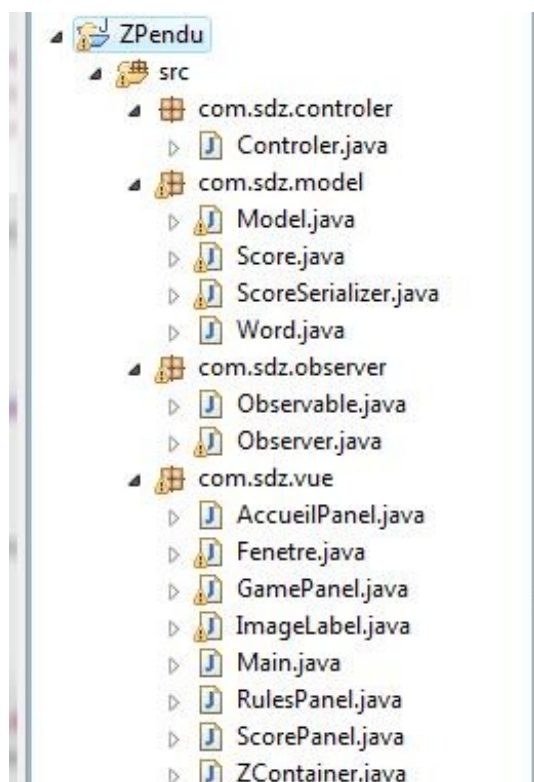 ZPendu
src
com.sdz.controler
Controler.java
com.sdz.model
Model.java
Score.java
ScoreSerializer.java
Word.java
com.sdz.observer
Observable.java
Observer.java
com.sdz.vue
AccueilPanel.java
Fenetre.java
GamePanel.java
ImageLabel.java
Main.java
RulesPanel.java
ScorePanel.java
ZContainer.java